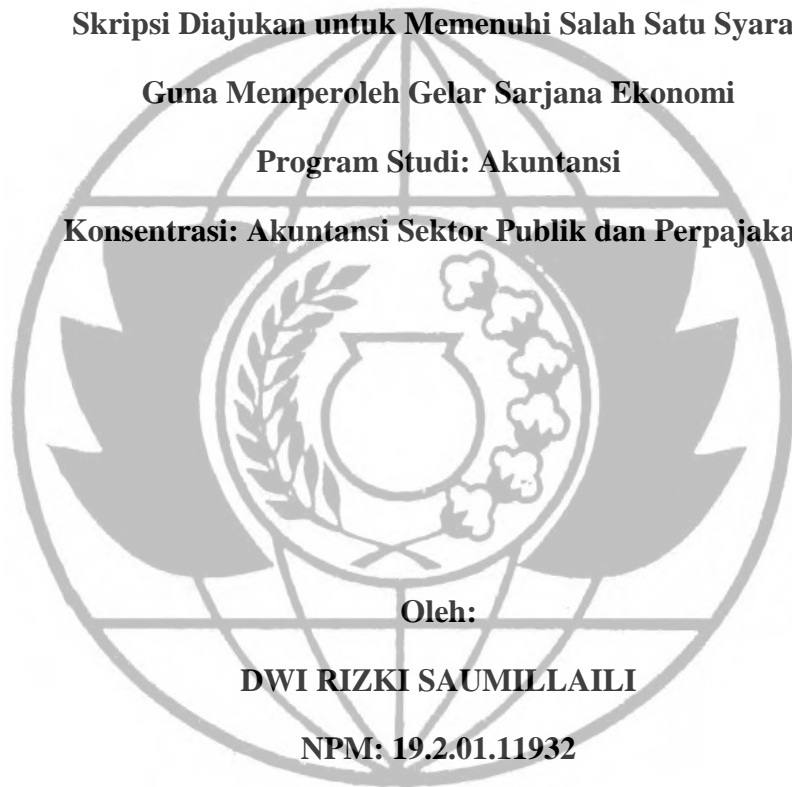 Skripsi Diajukan untuk Memenuhi Salah Satu Syara
Guna Memperoleh Gelar Sarjana Ekonomi
Program Studi: Akuntansi
Konsentrasi: Akuntansi Sektor Publik dan Perpajaka
Oleh:
DWI RIZKI SAUMILLAILI
NPM: 19.2.01.11932